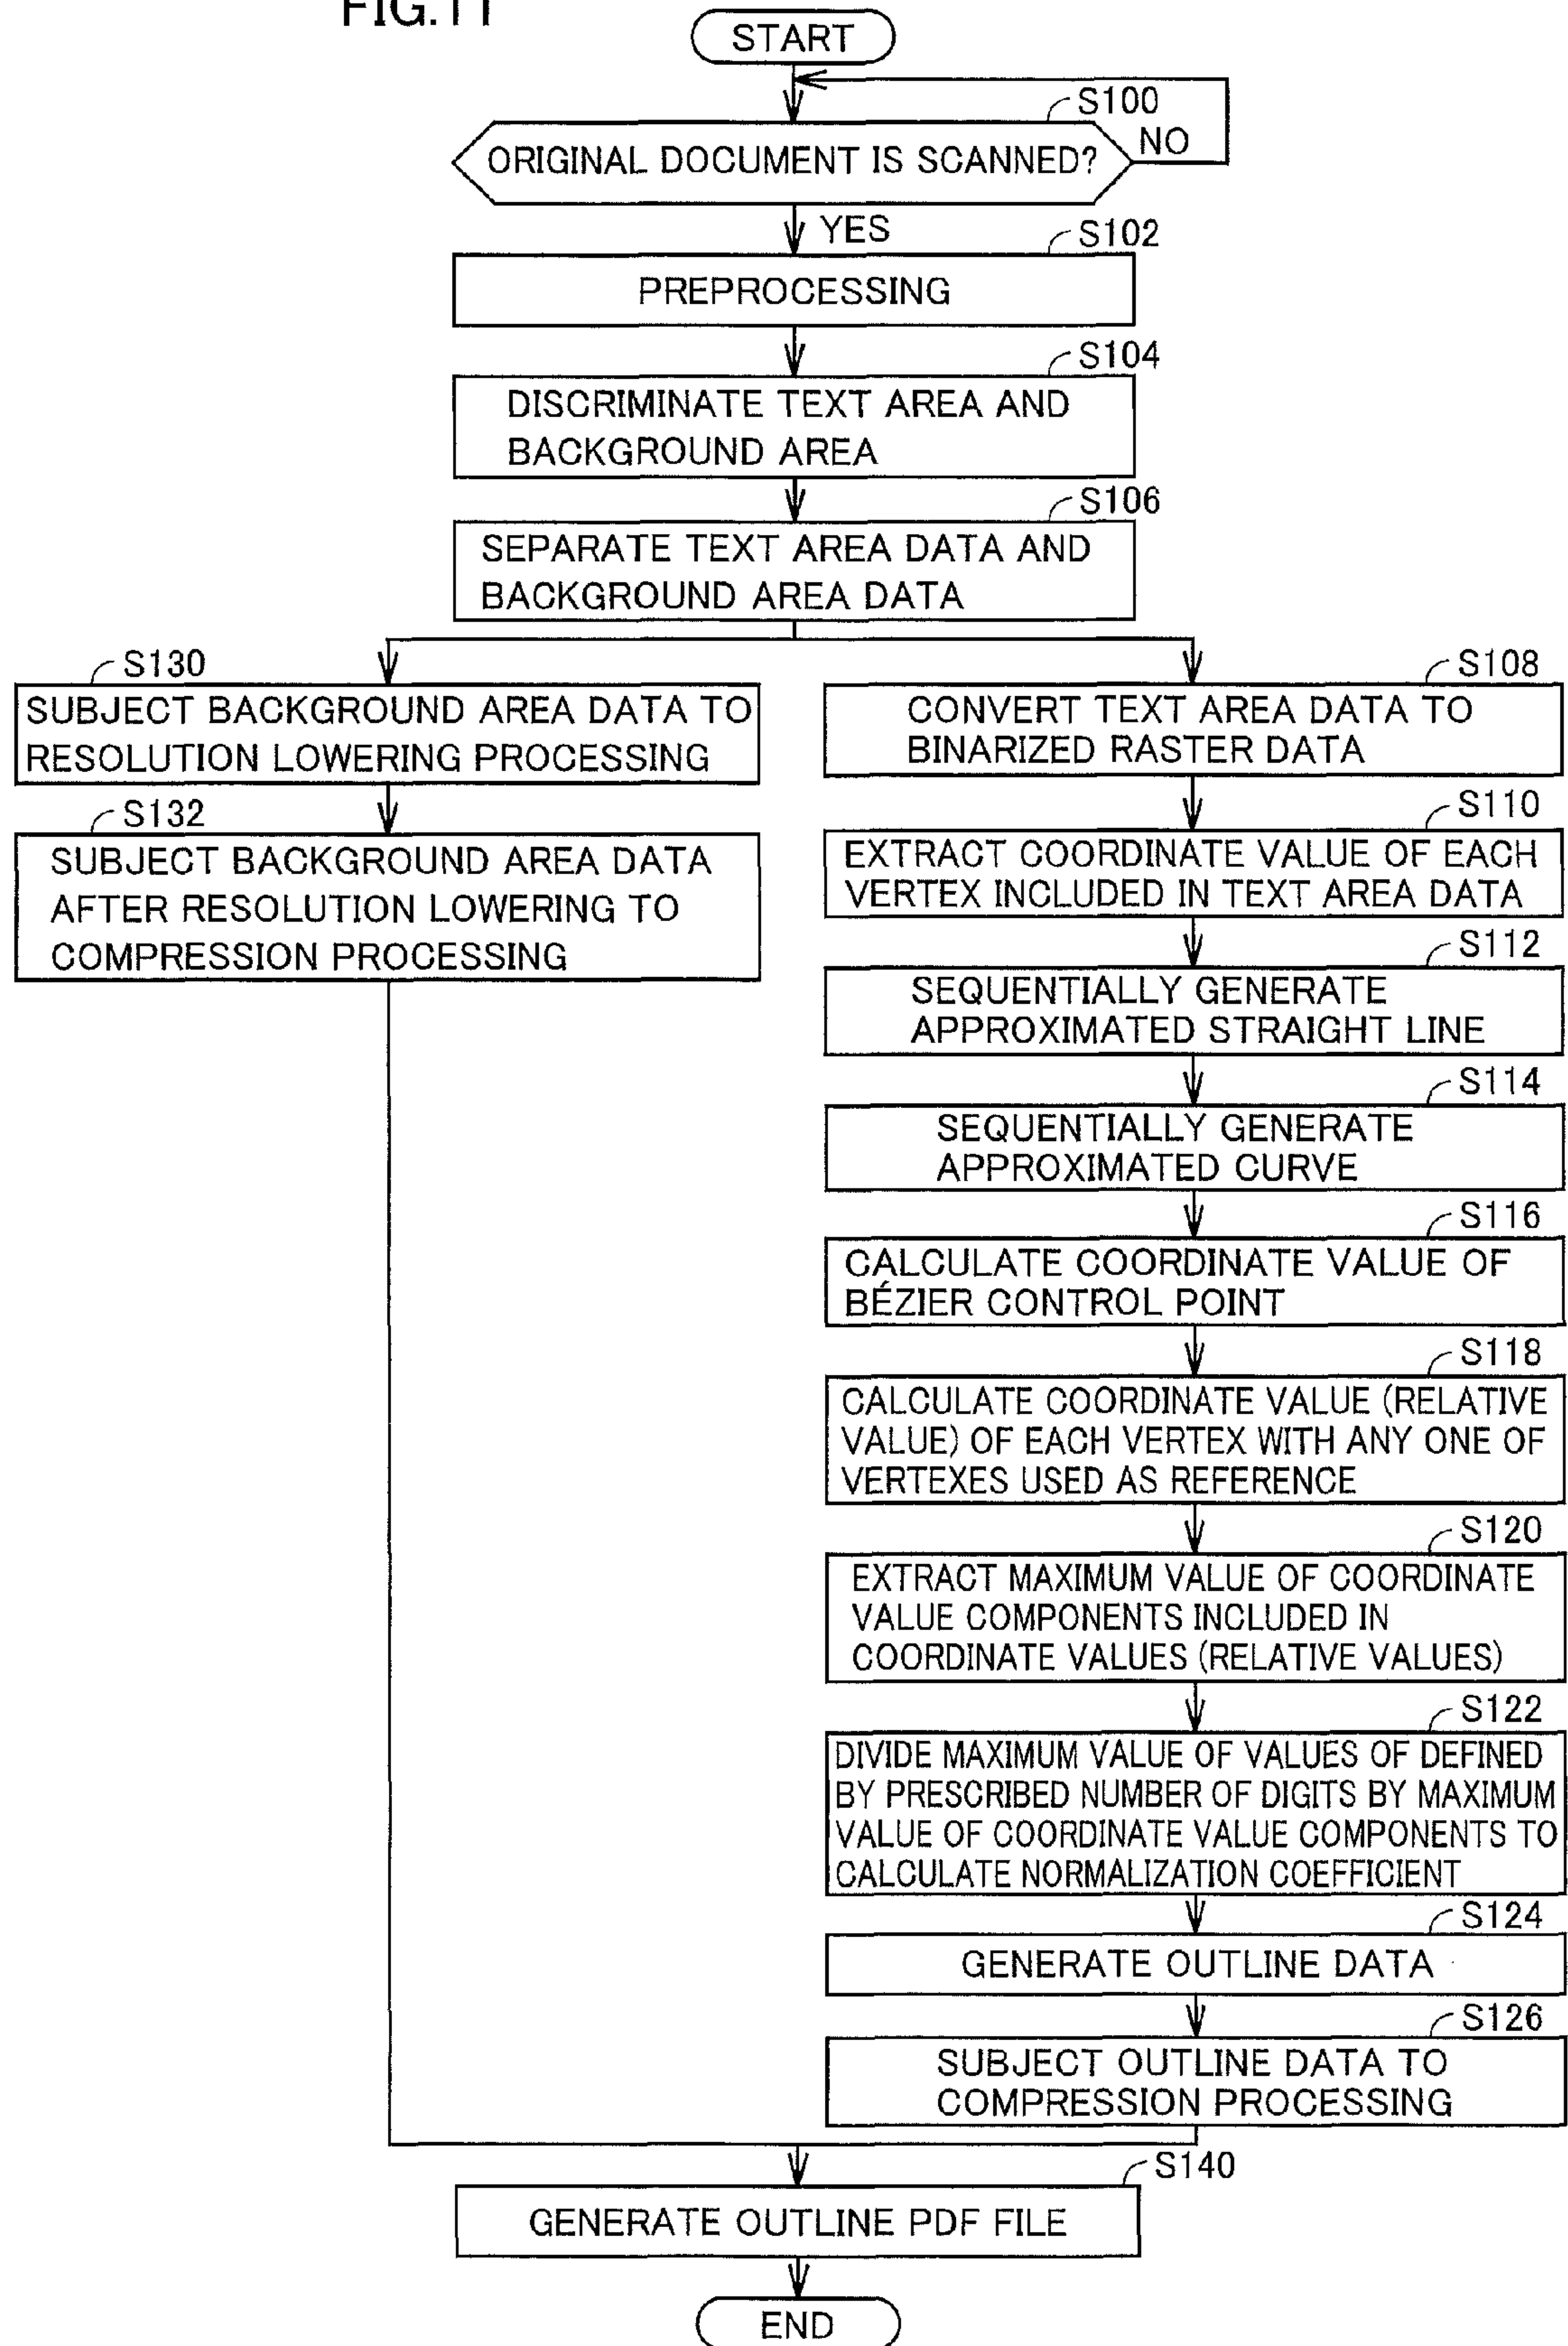 FIG.11
START
S100
ORIGINAL DOCUMENT IS SCANNED?
NO
YES
S102
PREPROCESSING
S104
DISCRIMINATE TEXT AREA AND
BACKGROUND AREA
S106
SEPARATE TEXT AREA DATA AND
BACKGROUND AREA DATA
S130
SUBJECT BACKGROUND AREA DATA TO
RESOLUTION LOWERING PROCESSING
S132
SUBJECT BACKGROUND AREA DATA
AFTER RESOLUTION LOWERING TO
COMPRESSION PROCESSING
S108
CONVERT TEXT AREA DATA TO
BINARIZED RASTER DATA
S110
EXTRACT COORDINATE VALUE OF EACH
VERTEX INCLUDED IN TEXT AREA DATA
S112
SEQUENTIALLY GENERATE
APPROXIMATED STRAIGHT LINE
S114
SEQUENTIALLY GENERATE
APPROXIMATED CURVE
S116
CALCULATE COORDINATE VALUE OF
BÉZIER CONTROL POINT
S118
CALCULATE COORDINATE VALUE (RELATIVE
VALUE) OF EACH VERTEX WITH ANY ONE OF
VERTEXES USED AS REFERENCE
S120
EXTRACT MAXIMUM VALUE OF COORDINATE
VALUE COMPONENTS INCLUDED IN
COORDINATE VALUES (RELATIVE VALUES)
S122
DIVIDE MAXIMUM VALUE OF VALUES OF DEFINED
BY PRESCRIBED NUMBER OF DIGITS BY MAXIMUM
VALUE OF COORDINATE VALUE COMPONENTS TO
CALCULATE NORMALIZATION COEFFICIENT
S124
GENERATE OUTLINE DATA
S126
SUBJECT OUTLINE DATA TO
COMPRESSION PROCESSING
S140
GENERATE OUTLINE PDF FILE
END